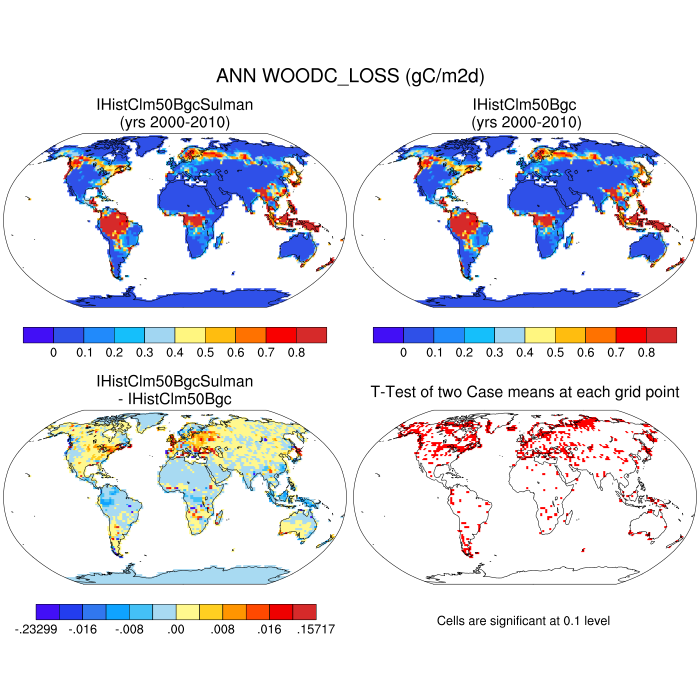 ANN WOODC_LOSS (gC/m2d)
IHistClm50BgcSulman
(yrs 2000-2010)
IHistClm50Bgc
(yrs 2000-2010)
0 0.1 0.2 0.3 0.4 0.5 0.6 0.7 0.8
0 0.1 0.2 0.3 0.4 0.5 0.6 0.7 0.8
IHistClm50BgcSulman
- IHistClm50Bgc
T-Test of two Case means at each grid point
-.23299 -.016 -.008 .00 .008 .016 .15717
Cells are significant at 0.1 level